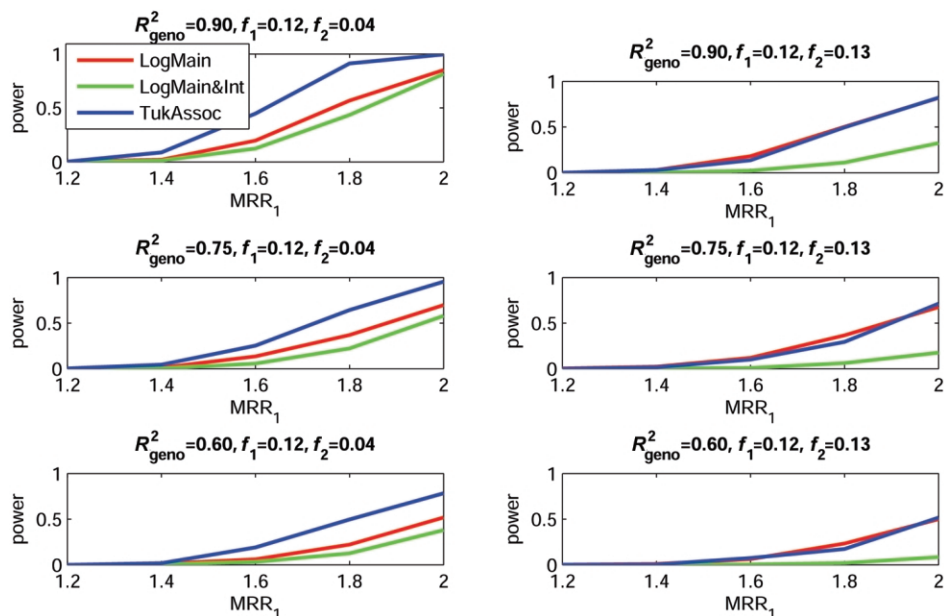 R²geno=0.90, f₁=0.12, f₂=0.04
power
1
0.5
0
LogMain
LogMain&Int
TukAssoc
1.2 1.4 1.6 1.8 2
MRR₁
R²geno=0.90, f₁=0.12, f₂=0.13
power
1
0.5
0
1.2 1.4 1.6 1.8 2
MRR₁
R²geno=0.75, f₁=0.12, f₂=0.04
power
1
0.5
0
1.2 1.4 1.6 1.8 2
MRR₁
R²geno=0.75, f₁=0.12, f₂=0.13
power
1
0.5
0
1.2 1.4 1.6 1.8 2
MRR₁
R²geno=0.60, f₁=0.12, f₂=0.04
power
1
0.5
0
1.2 1.4 1.6 1.8 2
MRR₁
R²geno=0.60, f₁=0.12, f₂=0.13
power
1
0.5
0
1.2 1.4 1.6 1.8 2
MRR₁